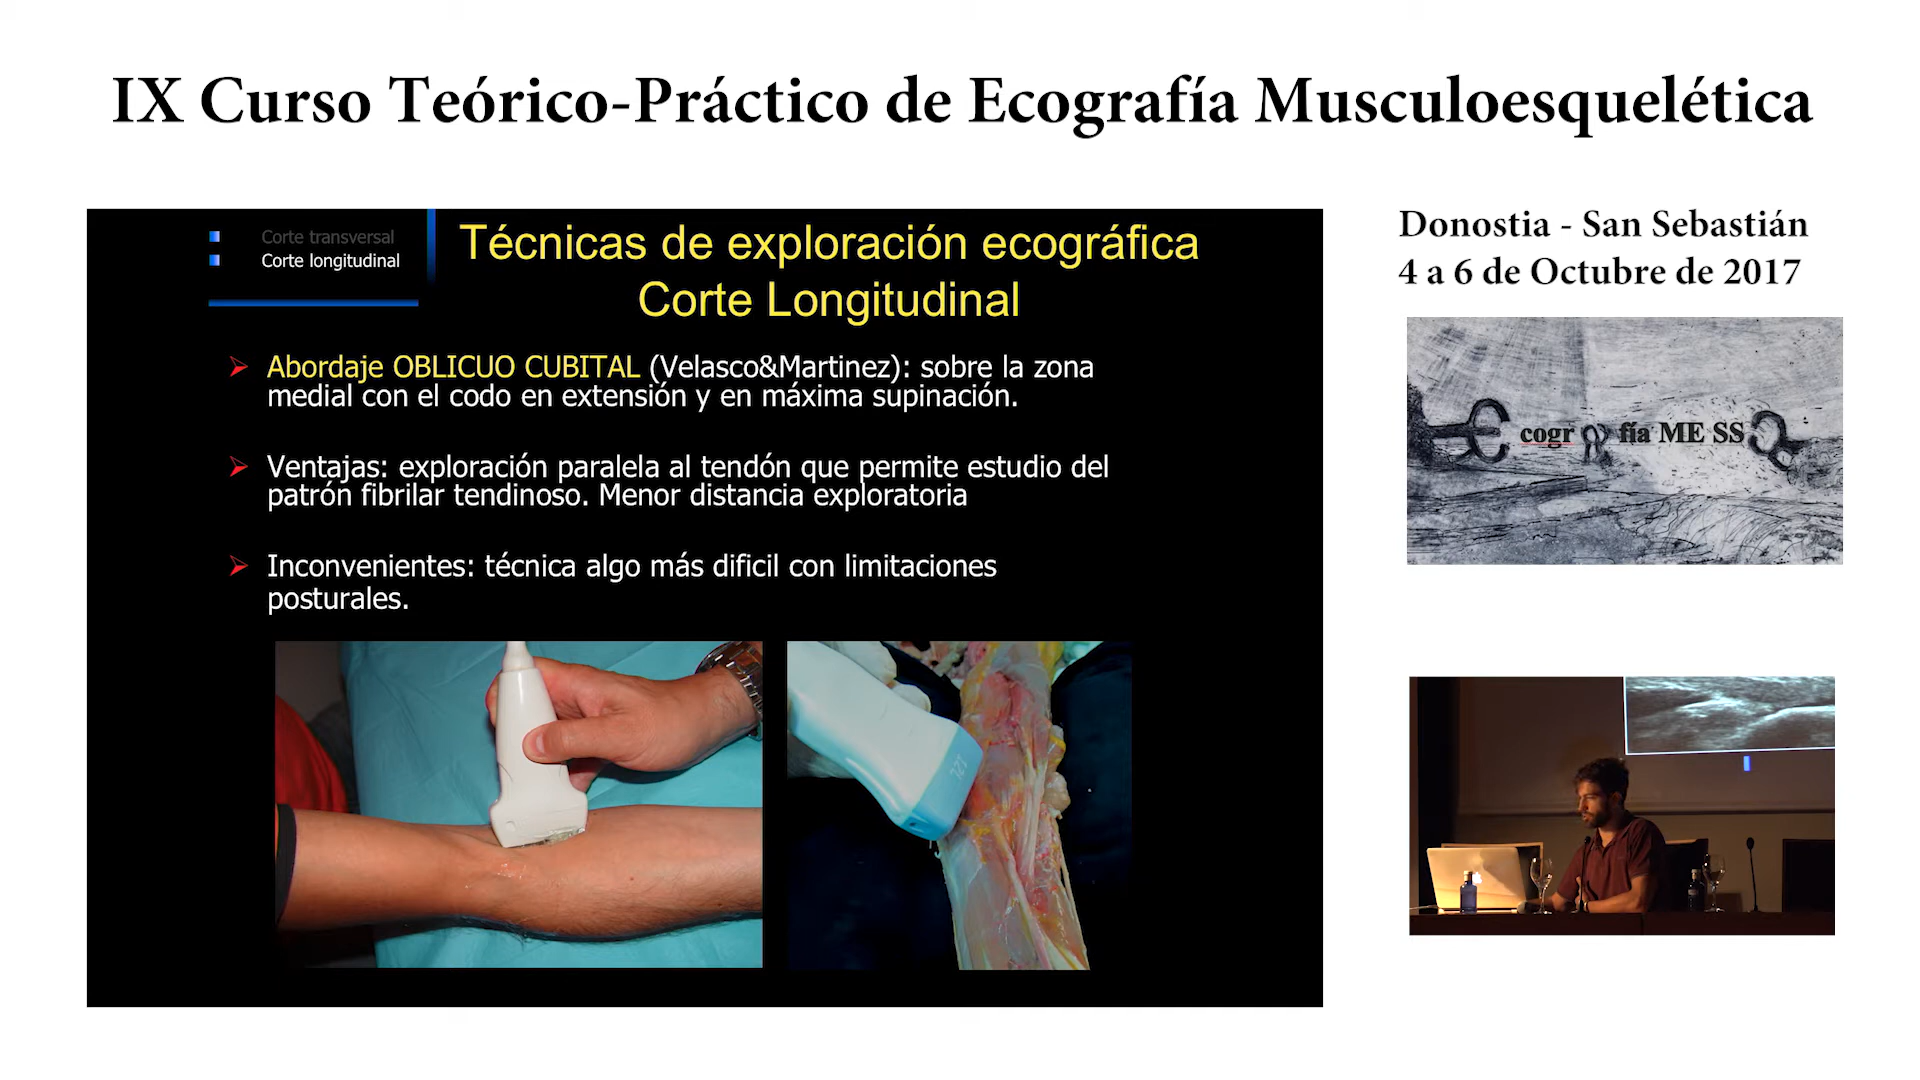 IX Curso Teórico-Práctico de Ecografía Musculoesquelética
Corte transversal
Corte longitudinal
Técnicas de exploración ecográfica
Corte Longitudinal
Abordaje OBLICUO CUBITAL (Velasco&Martinez): sobre la zona
medial con el codo en extensión y en máxima supinación.
Ventajas: exploración paralela al tendón que permite estudio del
patrón fibrilar tendinoso. Menor distancia exploratoria
Inconvenientes: técnica algo más dificil con limitaciones
posturales.
12L
Donostia - San Sebastián
4 a 6 de Octubre de 2017
E cogr fía ME SS